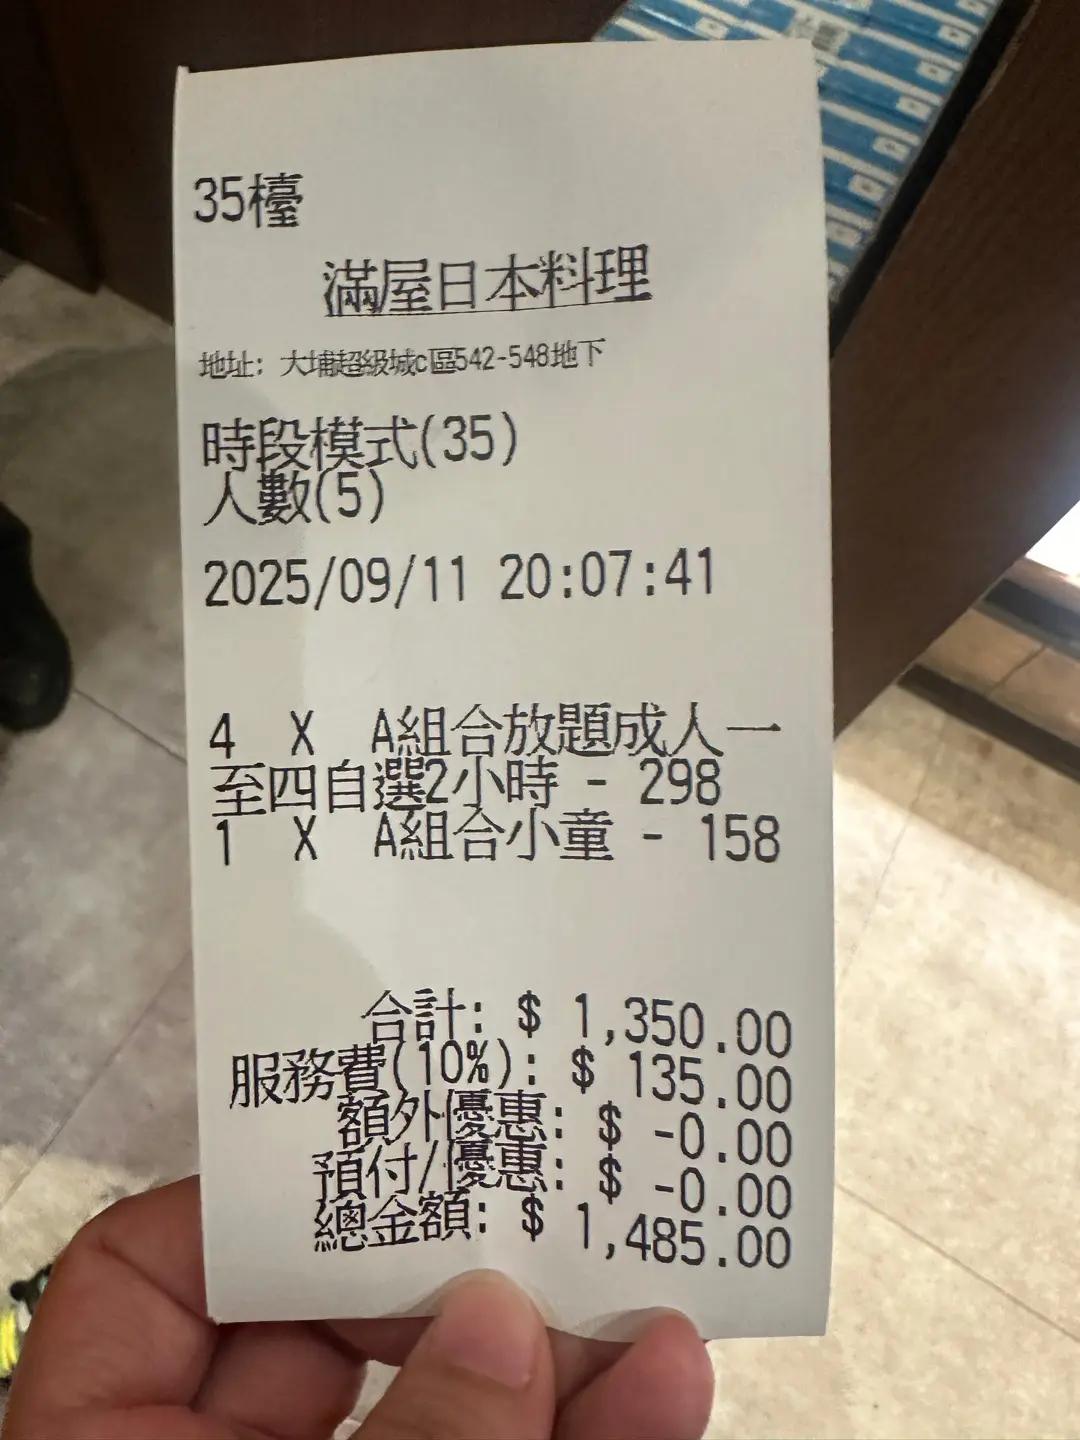 35檯
滿屋日本料理
地址: 大埔超級城c區542-548地下
時段模式(35)
人數(5)
2025/09/11 20:07:41
4 X A組合放題成人一
至四自選2小時 - 298
1 X A組合小童 - 158
合計: $ 1,350.00
服務費(10%): $ 135.00
額外優惠: $ -0.00
預付/優惠: $ -0.00
總金額: $ 1,485.00